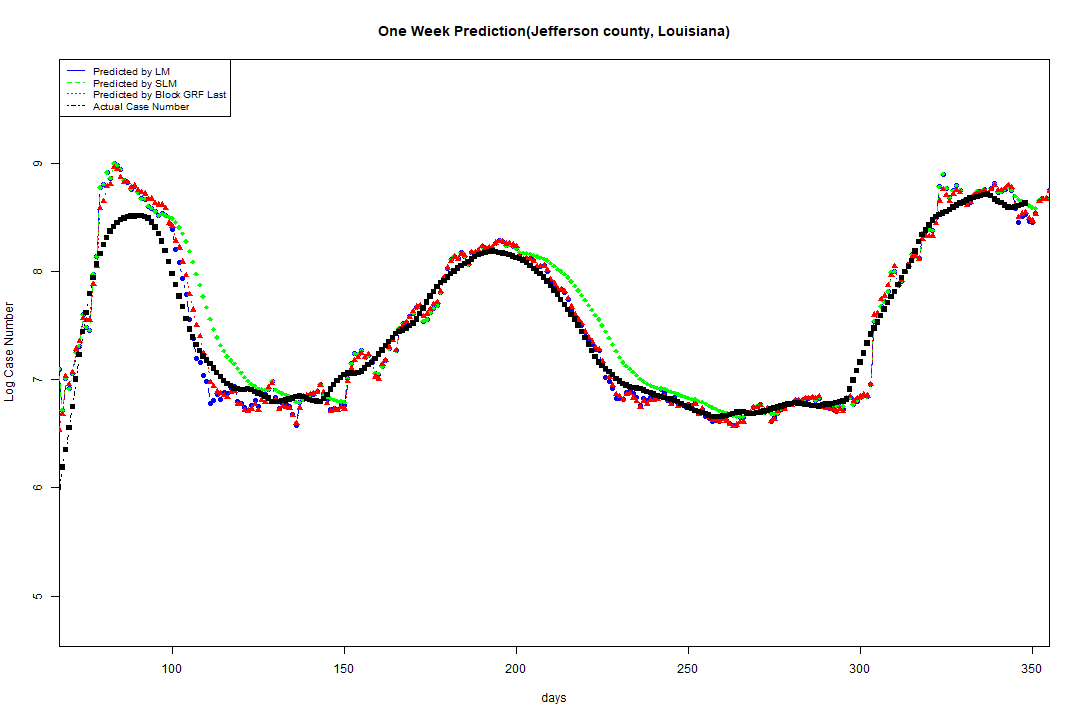 One Week Prediction(Jefferson county, Louisiana)
Predicted by LM
Predicted by SLM
Predicted by Block GRF Last
Actual Case Number
9
8
7
6
5
Log Case Number
100 150 200 250 300 350
days